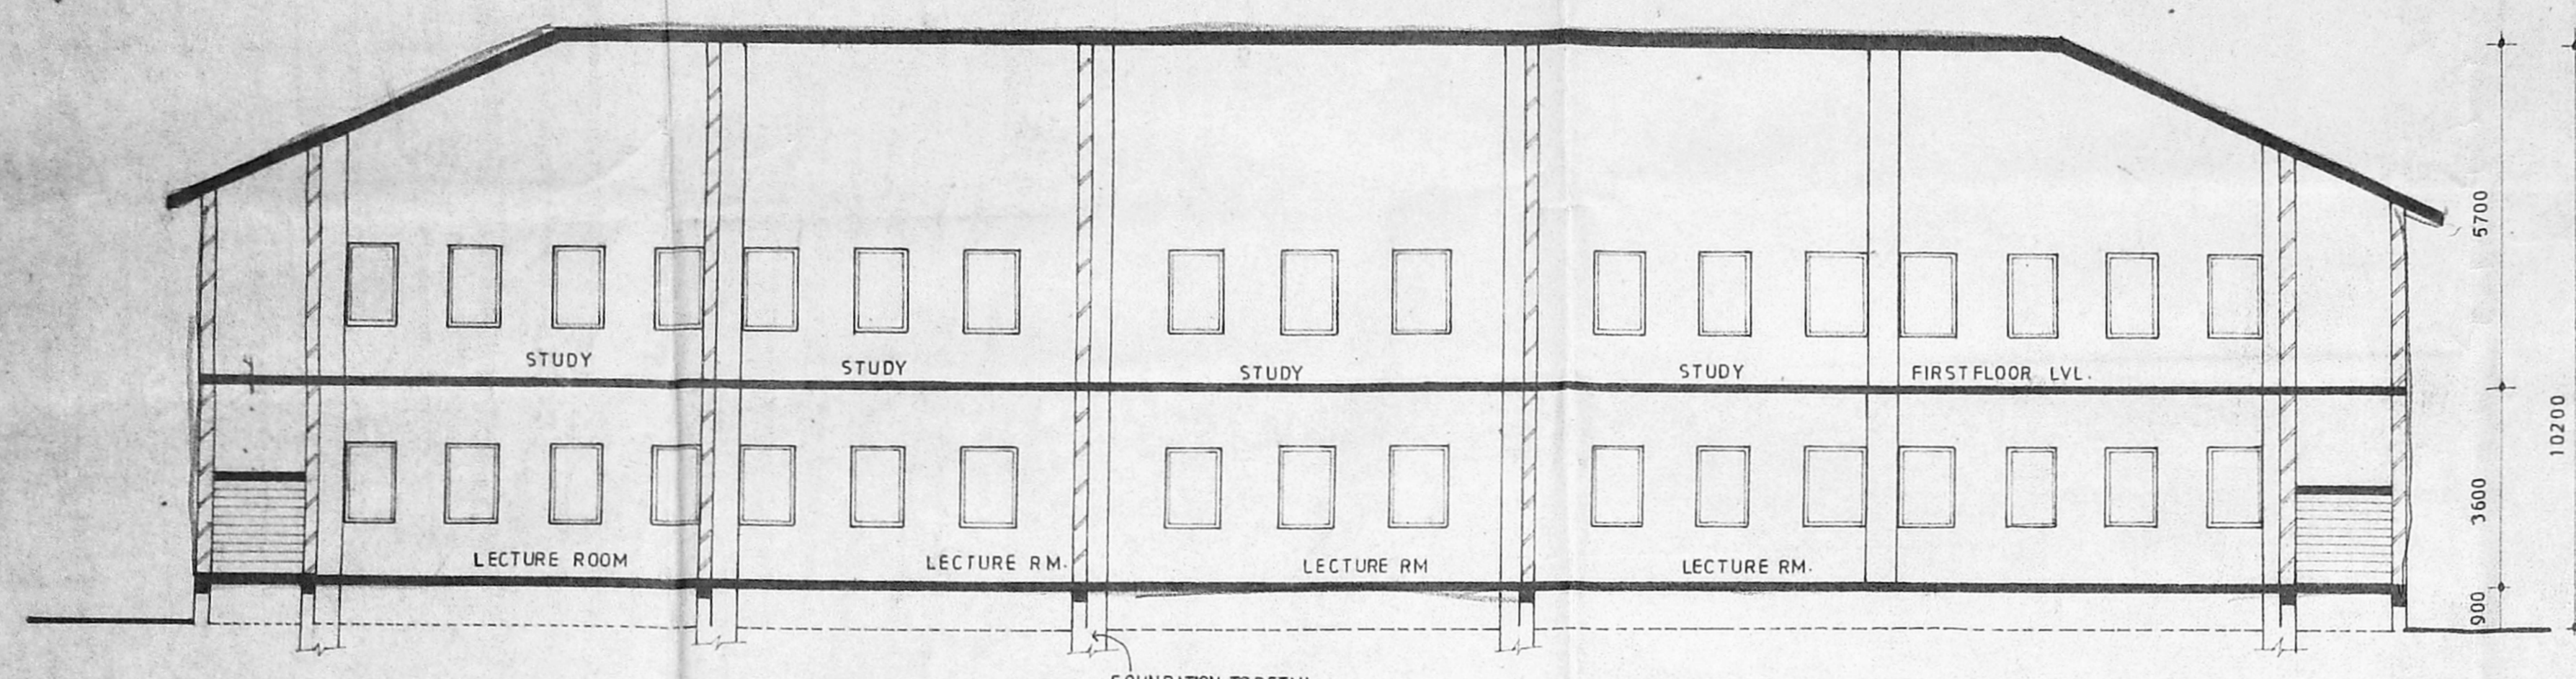 STUDY
STUDY
STUDY
STUDY
FIRST FLOOR LVL.
LECTURE ROOM
LECTURE RM.
LECTURE RM
LECTURE RM.
5700
3600
900
10200